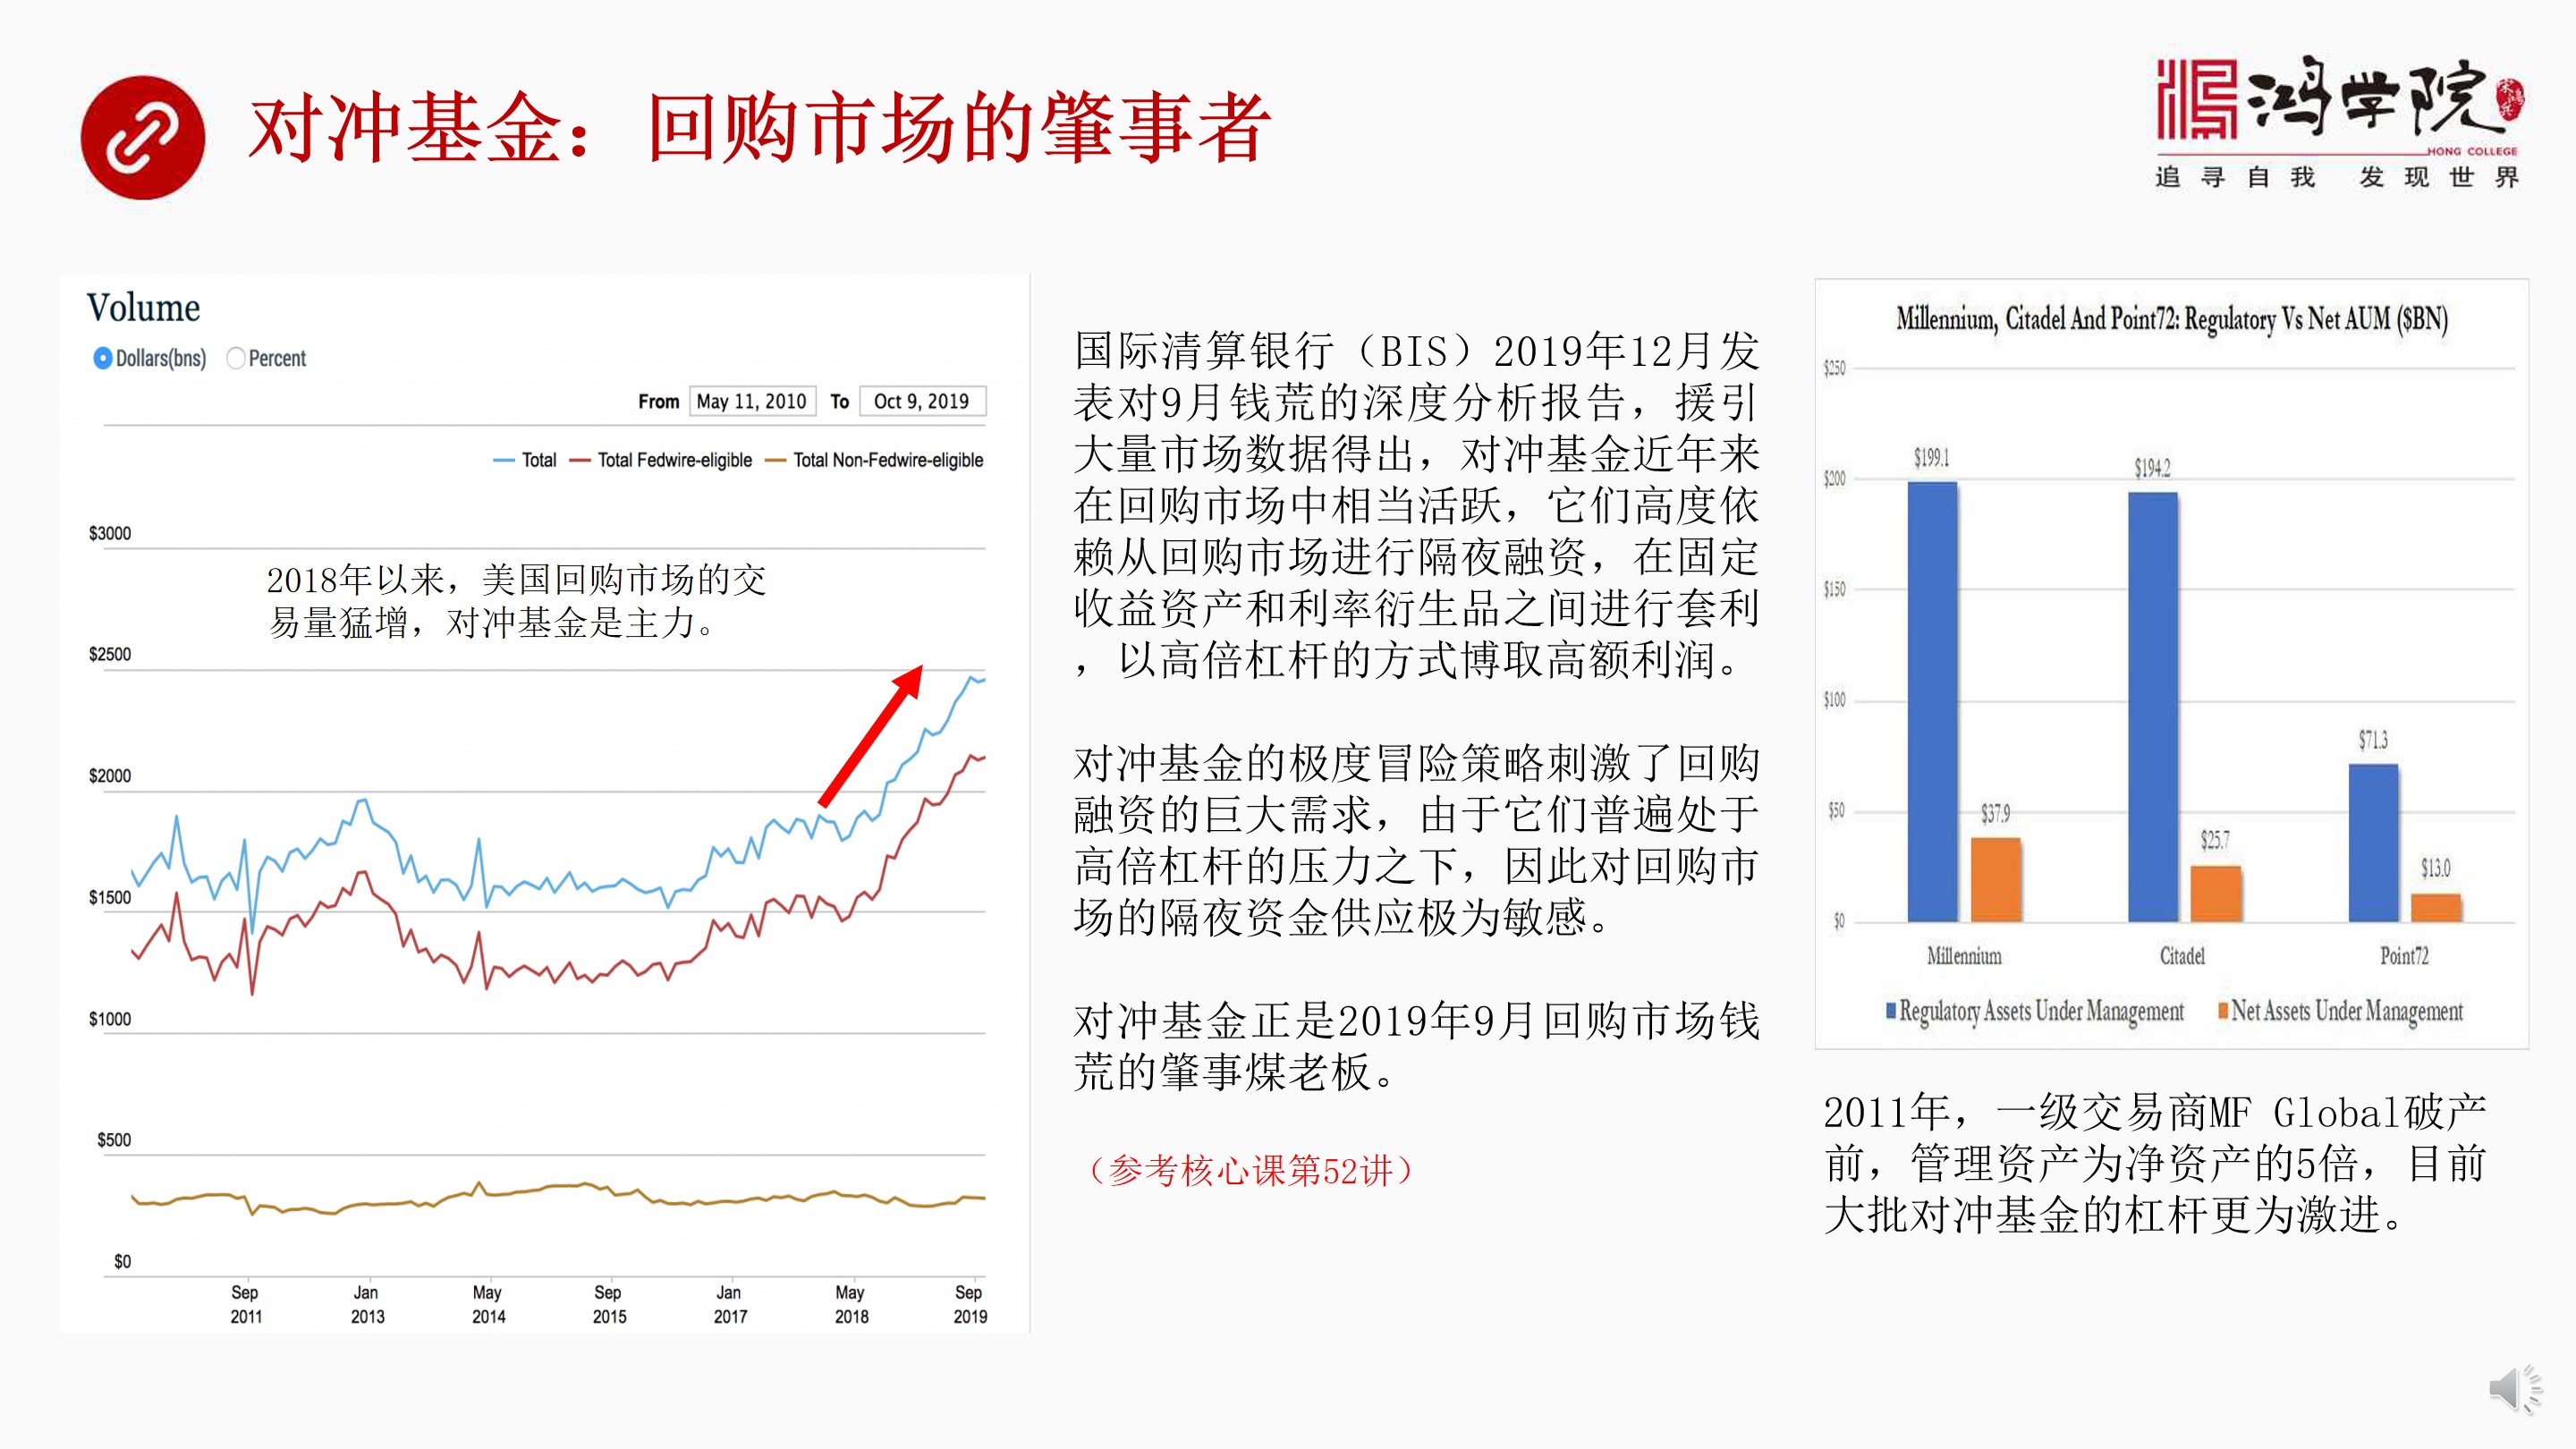 对冲基金：回购市场的肇事者
鸿学院
HONG COLLEGE
追寻自我 发现世界
Volume
Dollars(bns) Percent
From May 11, 2010 To Oct 9, 2019
Total Total Fedwire-eligible Total Non-Fedwire-eligible
$3000
2018年以来，美国回购市场的交
易量猛增，对冲基金是主力。
$2500
$2000
$1500
$1000
$500
$0
Sep 2011
Jan 2013
May 2014
Sep 2015
Jan 2017
May 2018
Sep 2019
国际清算银行（BIS）2019年12月发
表对9月钱荒的深度分析报告，援引
大量市场数据得出，对冲基金近年来
在回购市场中相当活跃，它们高度依
赖从回购市场进行隔夜融资，在固定
收益资产和利率衍生品之间进行套利
，以高倍杠杆的方式博取高额利润。
对冲基金的极度冒险策略刺激了回购
融资的巨大需求，由于它们普遍处于
高倍杠杆的压力之下，因此对回购市
场的隔夜资金供应极为敏感。
对冲基金正是2019年9月回购市场钱
荒的肇事煤老板。
（参考核心课第52讲）
Millennium, Citadel And Point72: Regulatory Vs Net AUM ($BN)
$250
$200
$150
$100
$50
$0
$199.1
$37.9
$194.2
$25.7
$71.3
$13.0
Millennium
Citadel
Point72
Regulatory Assets Under Management Net Assets Under Management
2011年，一级交易商MF Global破产
前，管理资产为净资产的5倍，目前
大批对冲基金的杠杆更为激进。